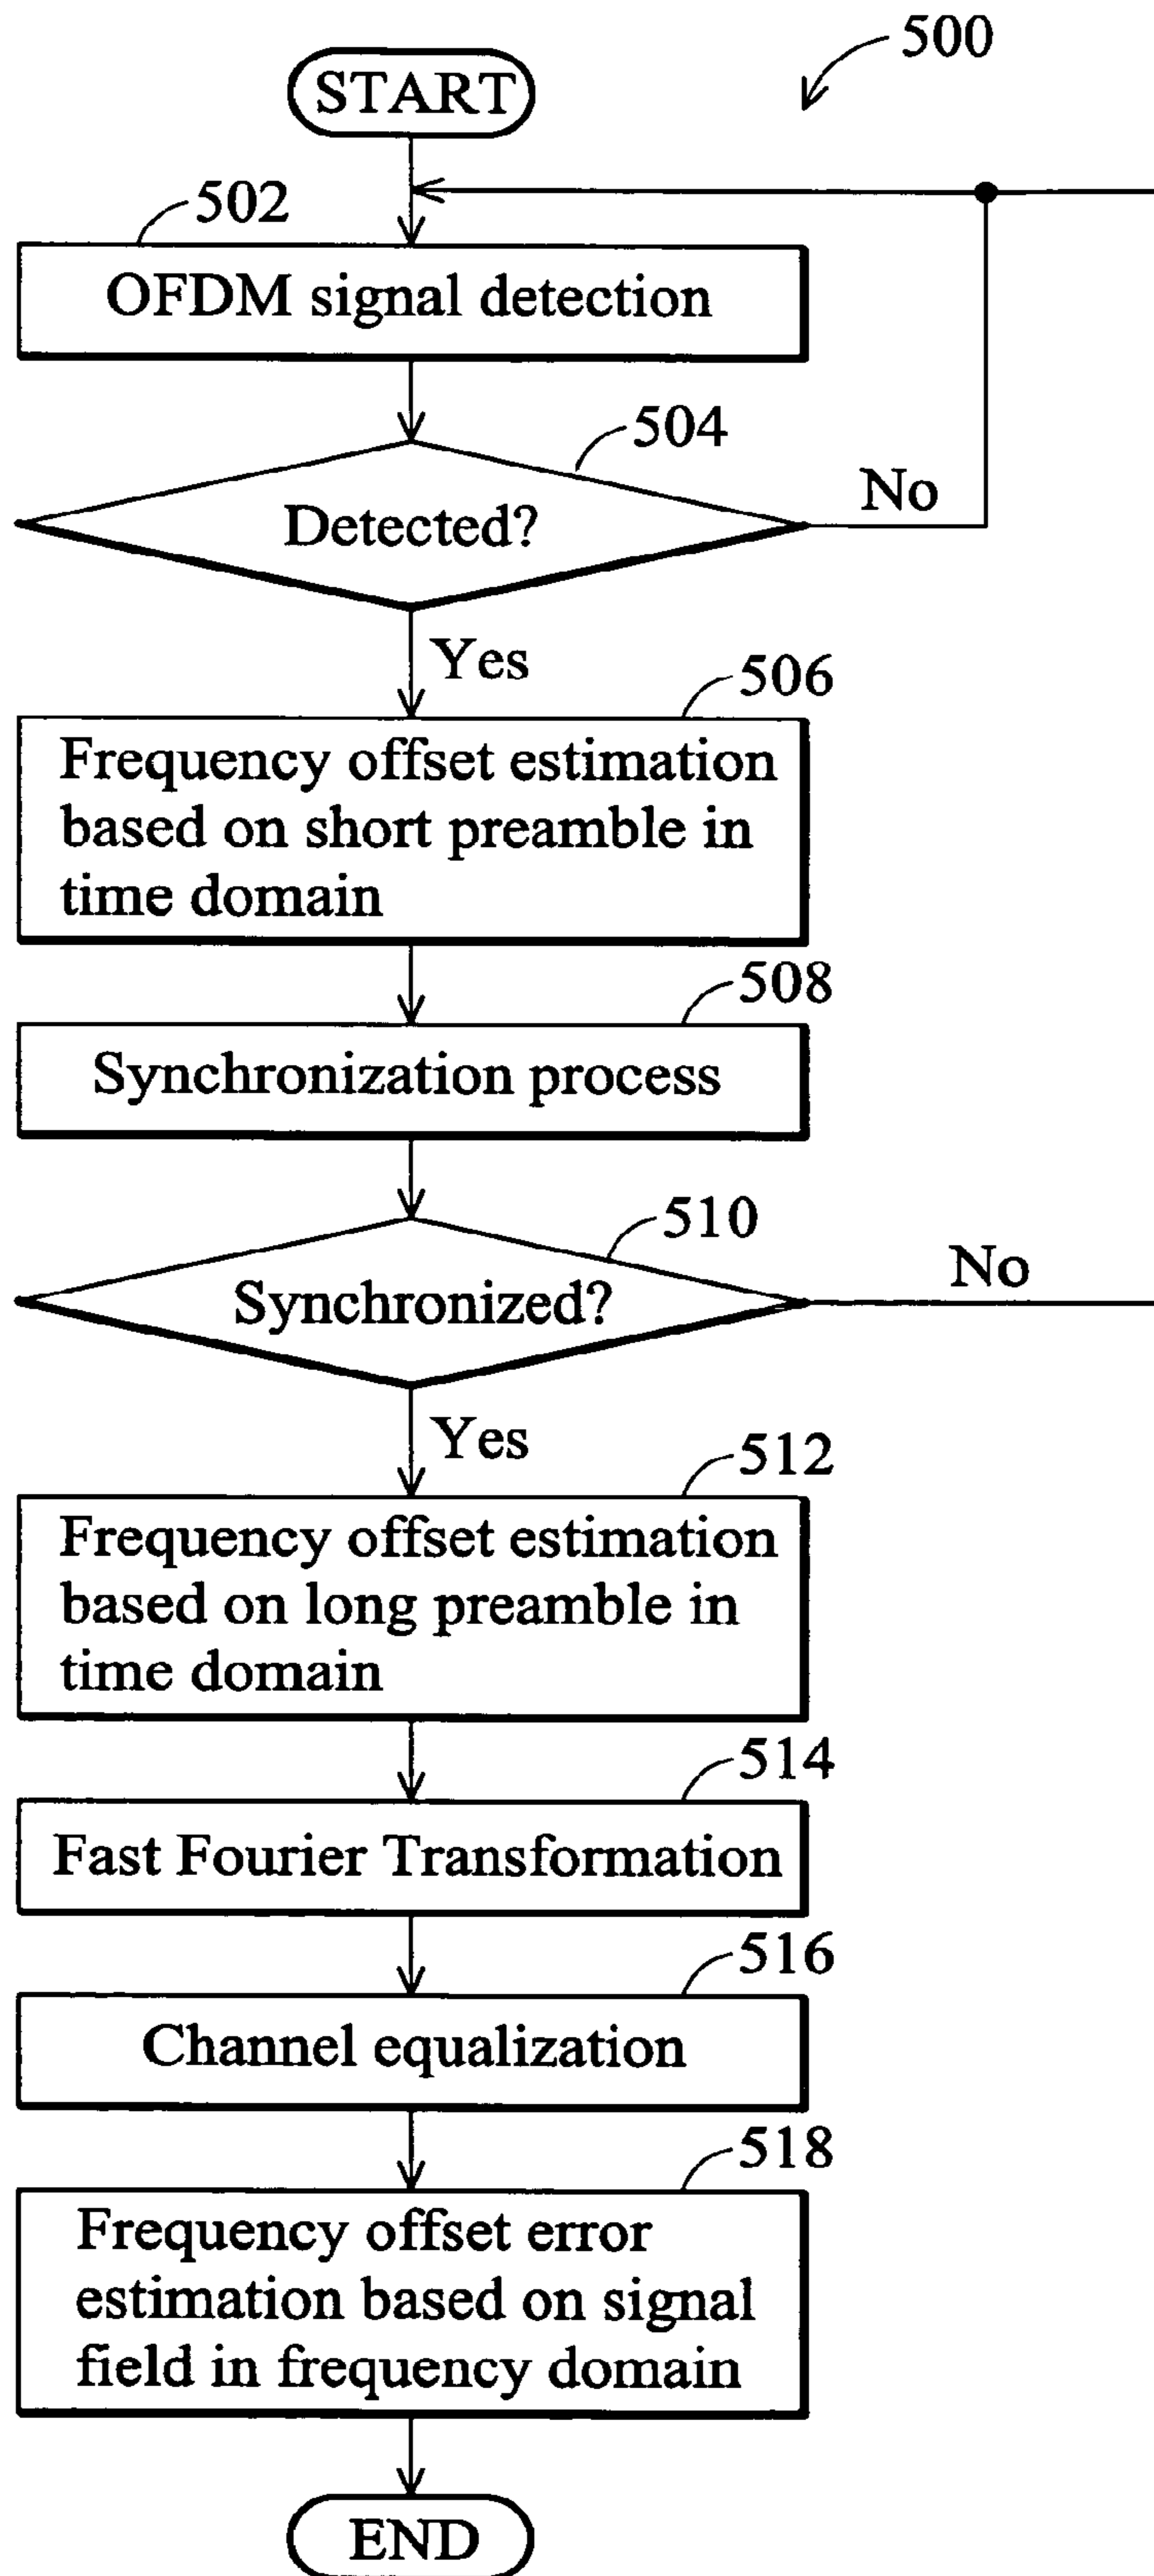 500
START
502
OFDM signal detection
504
Detected?
No
Yes
506
Frequency offset estimation
based on short preamble in
time domain
508
Synchronization process
510
Synchronized?
No
Yes
512
Frequency offset estimation
based on long preamble in
time domain
514
Fast Fourier Transformation
516
Channel equalization
518
Frequency offset error
estimation based on signal
field in frequency domain
END